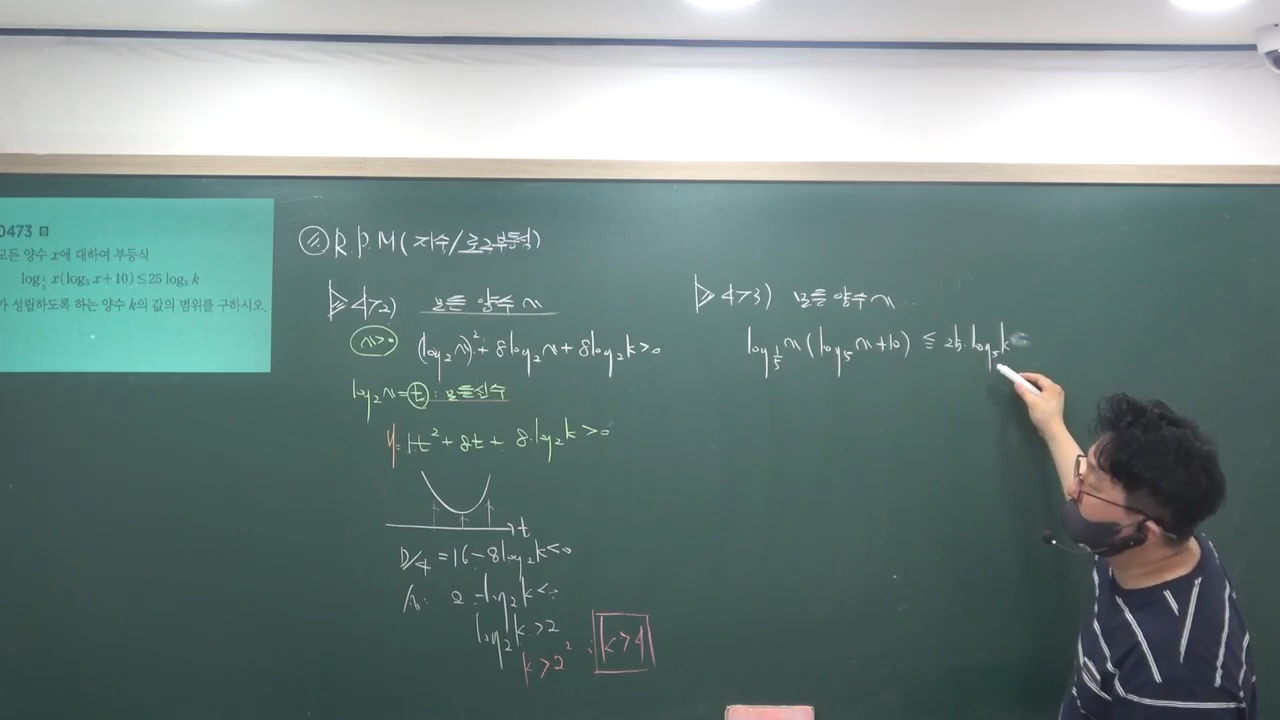 0473
모든 양수 x에 대하여 부등식
log_{1/5} x(log_5 x+10)≤25 log_5 k
가 성립하도록 하는 양수 k의 값의 범위를 구하시오.
R.P.M (지수/로그부등식)
472) 모든 양수 x
x>0 (log_2 x)^2 + 8log_2 x + 8log_2 k > 0
log_2 x = t : 모든실수
y= 1t^2 + 8t + 8·log_2 k > 0
t
D/4 = 16 - 8log_2 k < 0
2 - log_2 k < 0
log_2 k > 2
k > 2^2 ∴ k > 4
473) 모든 양수 x
log_{1/5} x (log_5 x + 10) ≦ 25·log_5 k